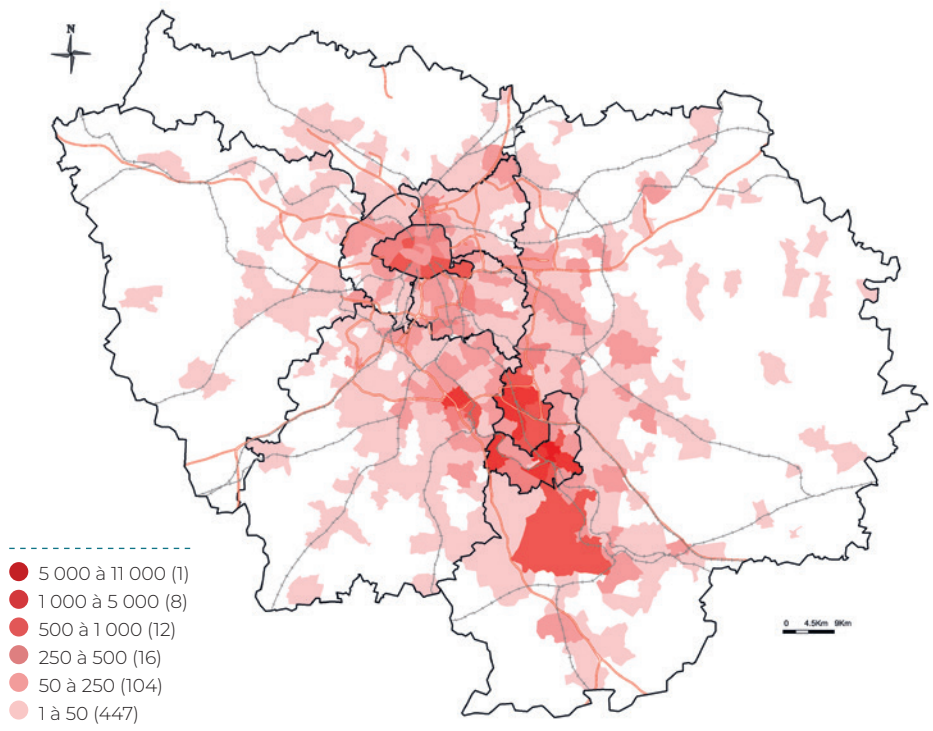 N
5 000 à 11 000 (1)
1 000 à 5 000 (8)
500 à 1 000 (12)
250 à 500 (16)
50 à 250 (104)
1 à 50 (447)
0 4.5Km 9Km